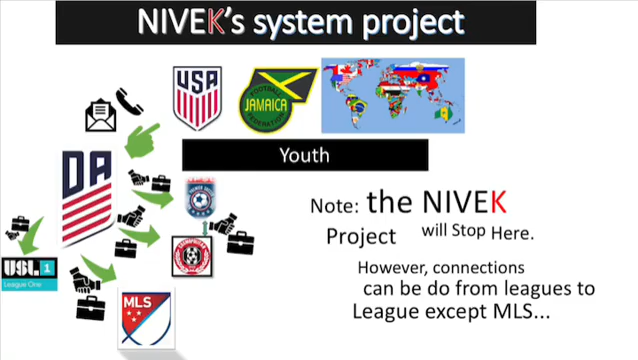 NIVEK's system project
USA
FOOTBALL
JAMAICA
FEDERATION
Youth
DA
Note: the NIVEK
Project will Stop Here.
However, connections
can be do from leagues to
League except MLS...
USL 1
League One
MLS